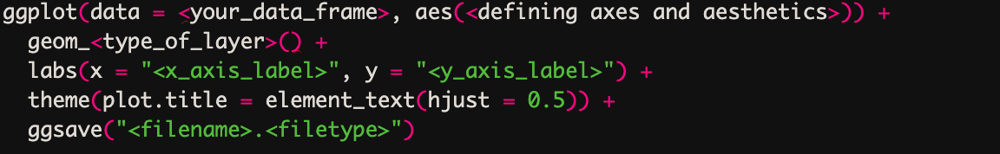 ggplot(data = <your_data_frame>, aes(<defining axes and aesthetics>)) +
  geom_<type_of_layer>() +
  labs(x = "<x_axis_label>", y = "<y_axis_label>") +
  theme(plot.title = element_text(hjust = 0.5)) +
  ggsave("<filename>.<filetype>")